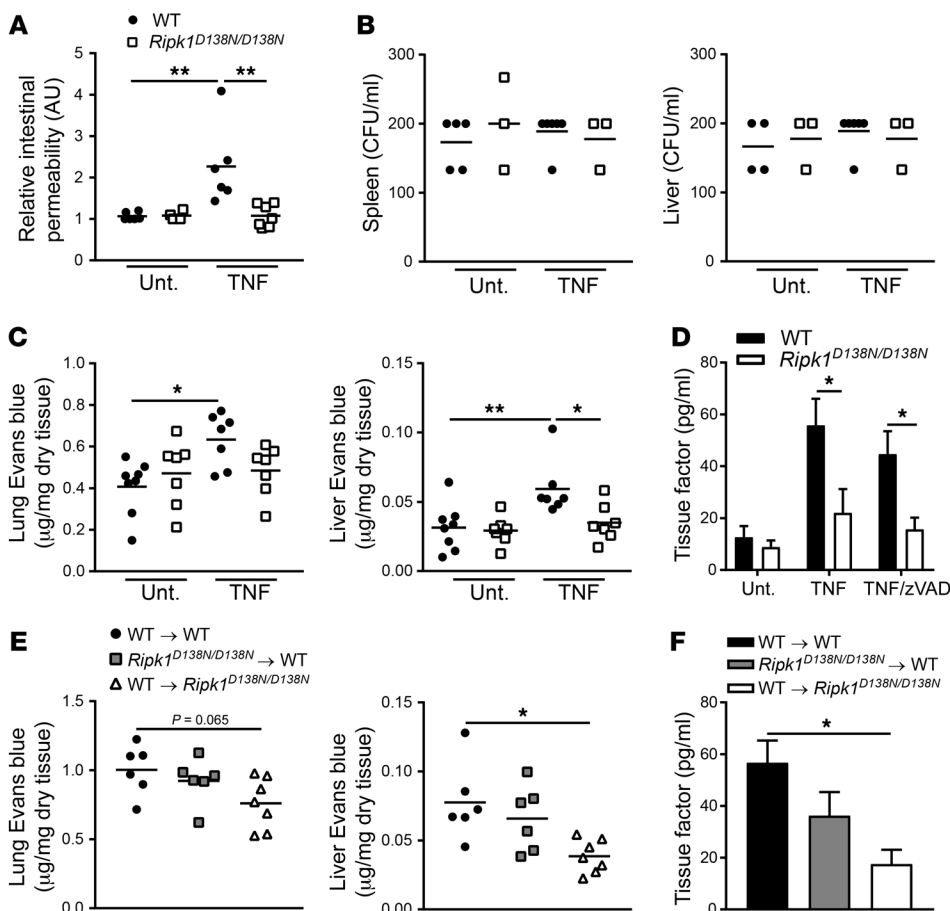 A
WT
Ripk1D138N/D138N
Relative intestinal
permeability (AU)
5
4
3
2
1
0
**
**
Unt.
TNF
B
Spleen (CFU/ml)
300
200
100
0
Unt.
TNF
Liver (CFU/ml)
300
200
100
0
Unt.
TNF
C
Lung Evans blue
(μg/mg dry tissue)
1.0
0.8
0.6
0.4
0.2
0.0
*
Unt.
TNF
Liver Evans blue
(μg/mg dry tissue)
0.15
0.10
0.05
0.00
**
*
Unt.
TNF
D
WT
Ripk1D138N/D138N
Tissue factor (pg/ml)
80
60
40
20
0
*
*
Unt.
TNF
TNF/zVAD
E
WT → WT
Ripk1D138N/D138N → WT
WT → Ripk1D138N/D138N
Lung Evans blue
(μg/mg dry tissue)
1.5
1.0
0.5
0.0
P = 0.065
Liver Evans blue
(μg/mg dry tissue)
0.15
0.10
0.05
0.00
*
F
WT → WT
Ripk1D138N/D138N → WT
WT → Ripk1D138N/D138N
Tissue factor (pg/ml)
80
60
40
20
0
*